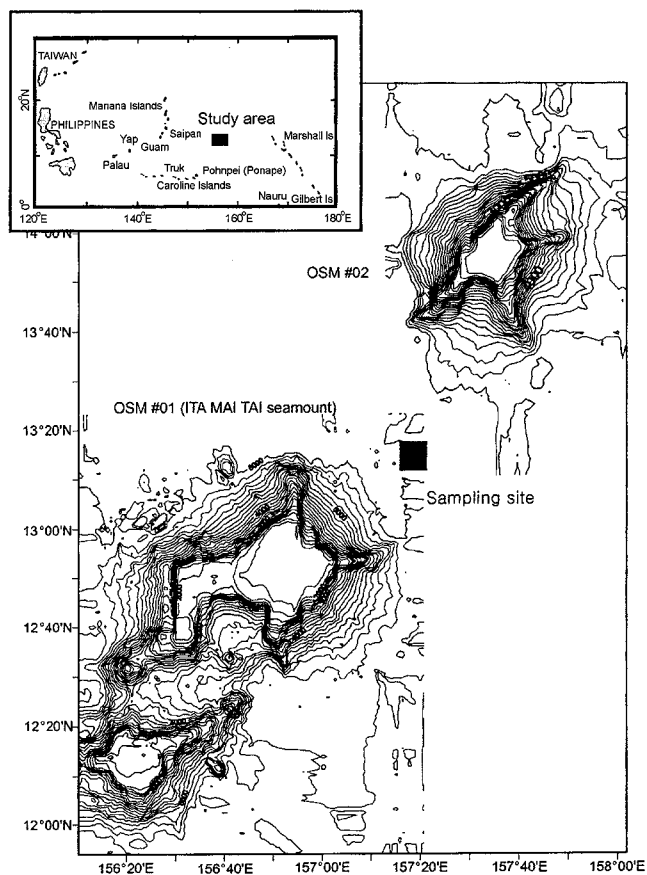 TAIWAN
20°N
Mariana Islands
PHILIPPINES
Study area
Saipan
Marshall Is
Yap
Guam
Palau
Truk
Pohnpei (Ponape)
Caroline Islands
Nauru Gilbert Is
0°
120°E
140°E
160°E
180°E
14°00'N
OSM #02
13°40'N
OSM #01 (ITA MAI TAI seamount)
13°20'N
Sampling site
13°00'N
12°40'N
12°20'N
12°00'N
156°20'E 156°40'E 157°00'E 157°20'E 157°40'E 158°00'E